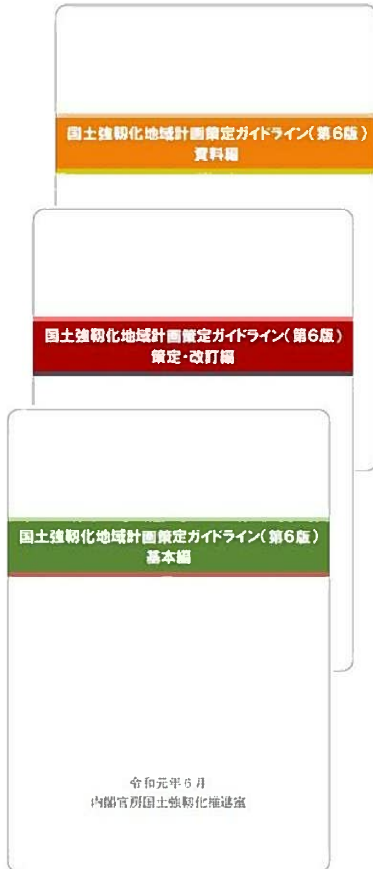 国土強靱化地域計画策定ガイドライン(第6版)
資料編
国土強靱化地域計画策定ガイドライン(第6版)
策定・改訂編
国土強靱化地域計画策定ガイドライン(第6版)
基本編
令和元年6月
内閣官房国土強靱化推進室